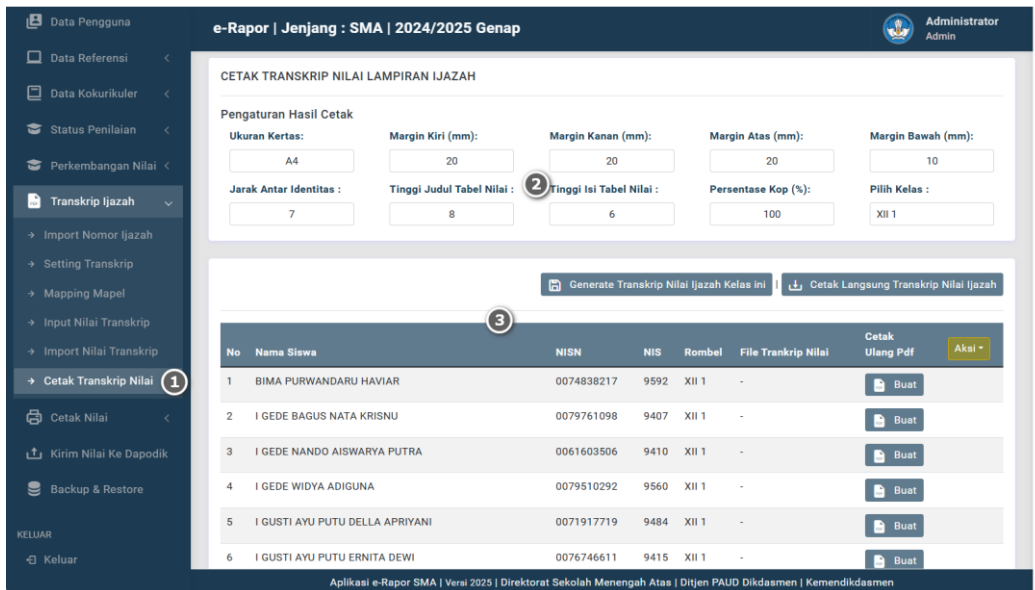 Data Pengguna
Data Referensi
Data Kokurikuler
Status Penilaian
Perkembangan Nilai
Transkrip Ijazah
Import Nomor Ijazah
Setting Transkrip
Mapping Mapel
Input Nilai Transkrip
Import Nilai Transkrip
Cetak Transkrip Nilai 1
Cetak Nilai
Kirim Nilai Ke Dapodik
Backup & Restore
KELUAR
Keluar
e-Rapor | Jenjang : SMA | 2024/2025 Genap
Administrator
Admin
CETAK TRANSKRIP NILAI LAMPIRAN IJAZAH
Pengaturan Hasil Cetak
Ukuran Kertas: Margin Kiri (mm): Margin Kanan (mm): Margin Atas (mm): Margin Bawah (mm):
A4 20 20 20 10
Jarak Antar Identitas : Tinggi Judul Tabel Nilai : 2 Tinggi Isi Tabel Nilai : Persentase Kop (%): Pilih Kelas :
7 8 6 100 XII 1
Generate Transkrip Nilai Ijazah Kelas ini | Cetak Langsung Transkrip Nilai Ijazah
3
No Nama Siswa NISN NIS Rombel File Trankrip Nilai Cetak Ulang Pdf Aksi
1 BIMA PURWANDARU HAVIAR 0074838217 9592 XII 1 - Buat
2 I GEDE BAGUS NATA KRISNU 0079761098 9407 XII 1 - Buat
3 I GEDE NANDO AISWARYA PUTRA 0061603506 9410 XII 1 - Buat
4 I GEDE WIDYA ADIGUNA 0079510292 9560 XII 1 - Buat
5 I GUSTI AYU PUTU DELLA APRIYANI 0071917719 9484 XII 1 - Buat
6 I GUSTI AYU PUTU ERNITA DEWI 0076746611 9415 XII 1 - Buat
Aplikasi e-Rapor SMA | Versi 2025 | Direktorat Sekolah Menengah Atas | Ditjen PAUD Dikdasmen | Kemendikdasmen